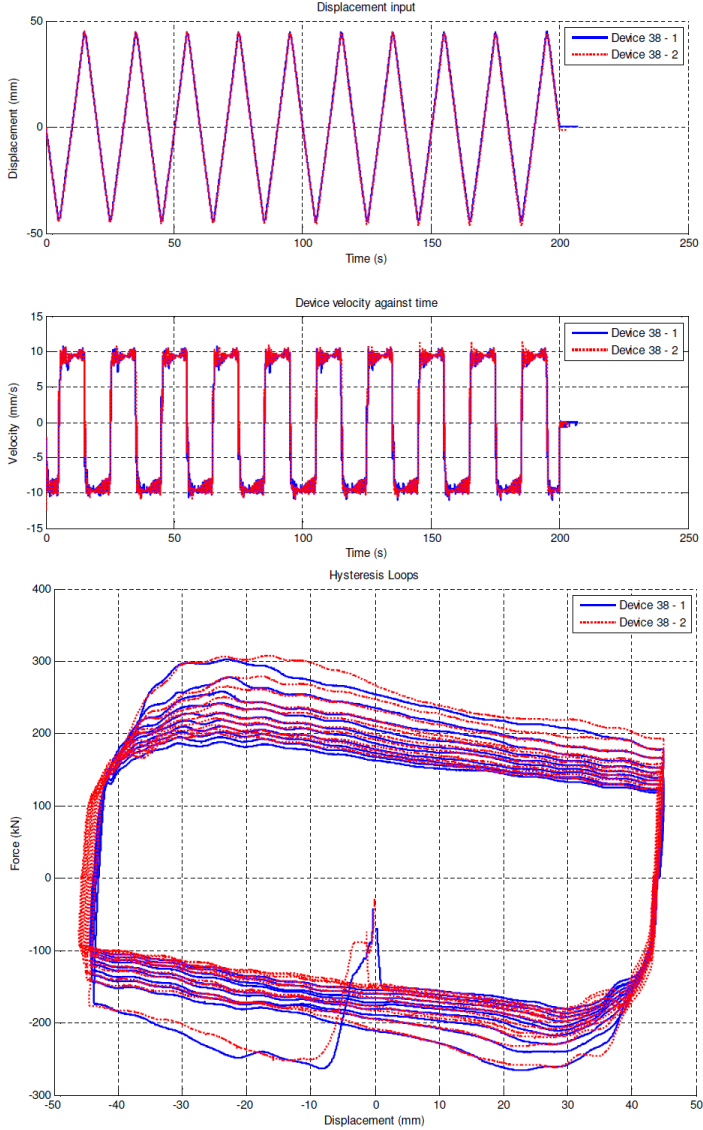 Displacement input
50
0
-50
Displacement (mm)
Device 38 - 1
Device 38 - 2
0
50
100
150
200
250
Time (s)
Device velocity against time
15
10
5
0
-5
-10
-15
Velocity (mm/s)
Device 38 - 1
Device 38 - 2
0
50
100
150
200
250
Time (s)
Hysteresis Loops
400
300
200
100
0
-100
-200
-300
Force (kN)
Device 38 - 1
Device 38 - 2
-50
-40
-30
-20
-10
0
10
20
30
40
50
Displacement (mm)